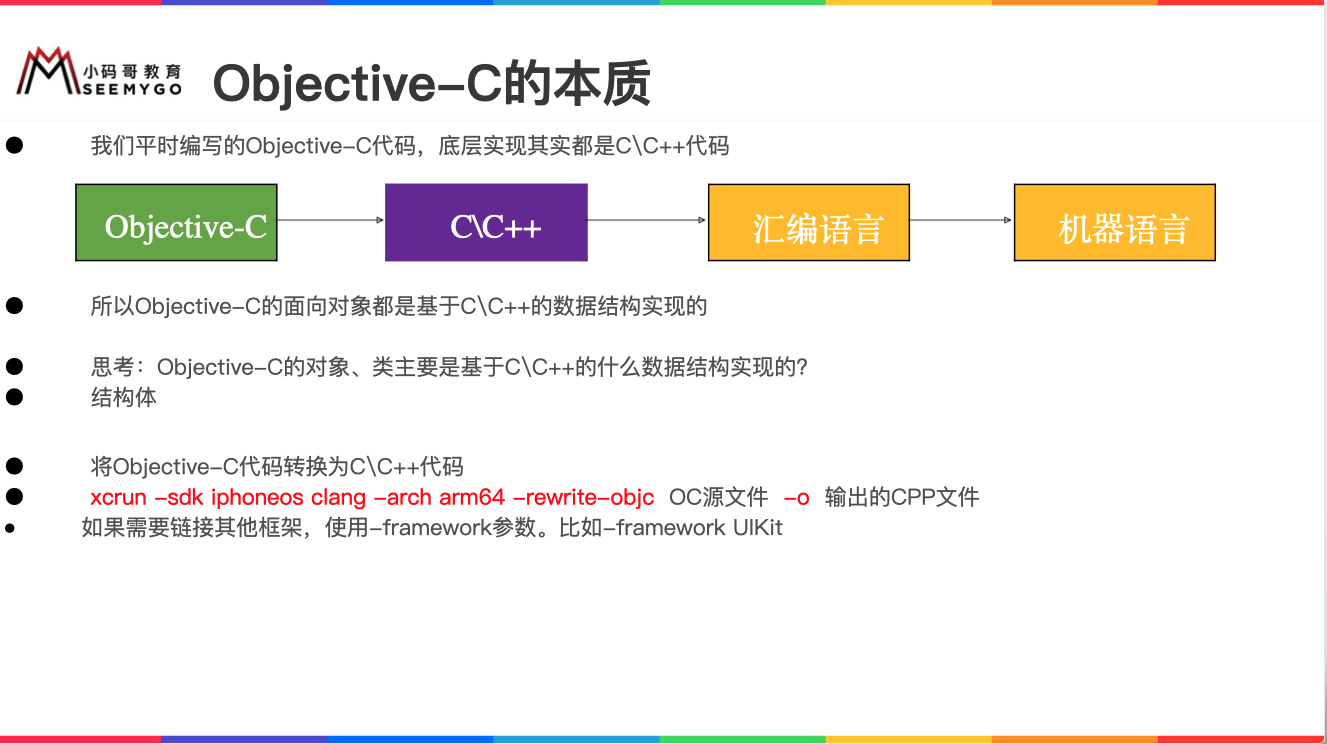 小码哥教育
SEEMYGO
Objective-C的本质
我们平时编写的Objective-C代码，底层实现其实都是C\C++代码
Objective-C
C\C++
汇编语言
机器语言
所以Objective-C的面向对象都是基于C\C++的数据结构实现的
思考：Objective-C的对象、类主要是基于C\C++的什么数据结构实现的？
结构体
将Objective-C代码转换为C\C++代码
xcrun -sdk iphoneos clang -arch arm64 -rewrite-objc OC源文件 -o 输出的CPP文件
如果需要链接其他框架，使用-framework参数。比如-framework UIKit